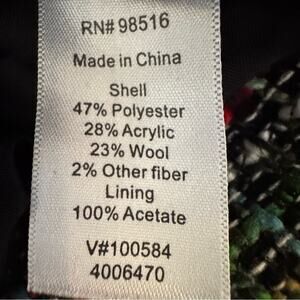 RN# 98516
Made in China
Shell
47% Polyester
28% Acrylic
23% Wool
2% Other fiber
Lining
100% Acetate
V#100584
4006470